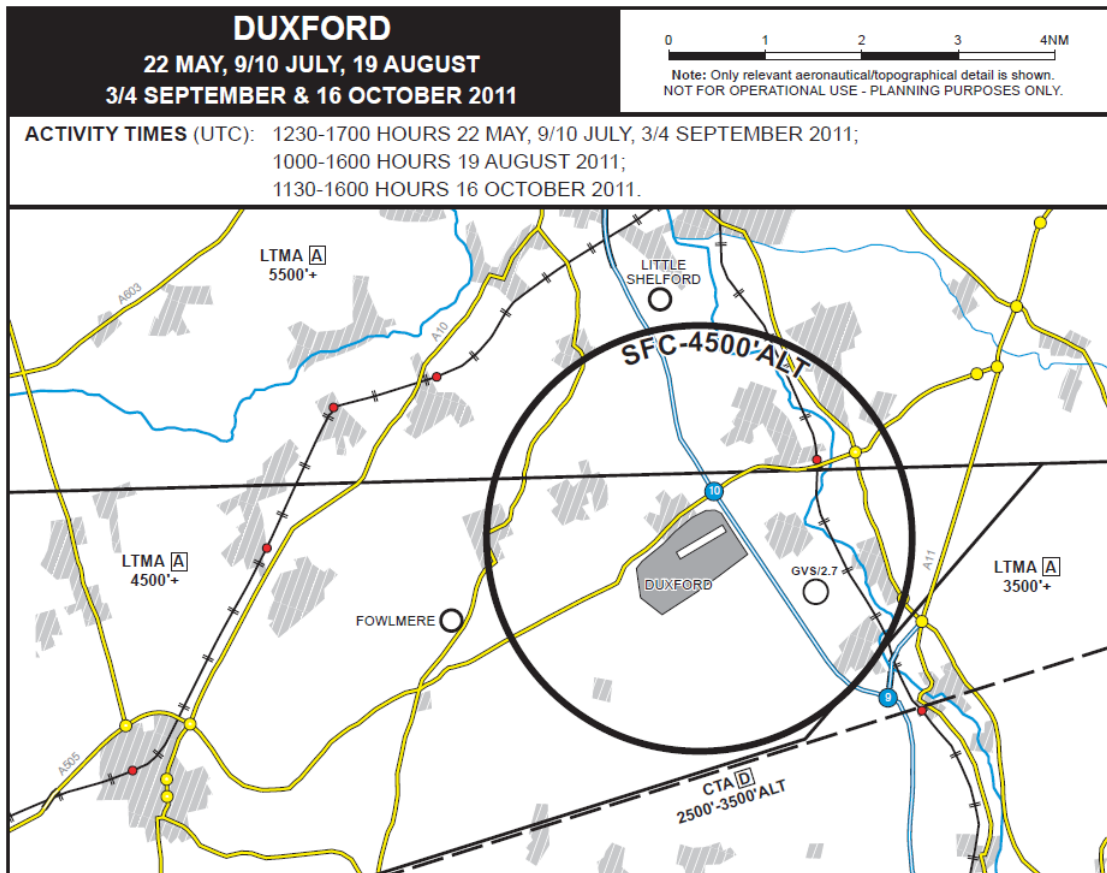 DUXFORD
22 MAY, 9/10 JULY, 19 AUGUST
3/4 SEPTEMBER & 16 OCTOBER 2011
0 1 2 3 4NM
Note: Only relevant aeronautical/topographical detail is shown.
NOT FOR OPERATIONAL USE - PLANNING PURPOSES ONLY.
ACTIVITY TIMES (UTC): 1230-1700 HOURS 22 MAY, 9/10 JULY, 3/4 SEPTEMBER 2011;
1000-1600 HOURS 19 AUGUST 2011;
1130-1600 HOURS 16 OCTOBER 2011.
LTMA A
5500'+
LITTLE
SHELFORD
A603
A10
SFC-4500'ALT
10
LTMA A
4500'+
A11
LTMA A
3500'+
GVS/2.7
DUXFORD
FOWLMERE
9
A505
CTA D
2500'-3500'ALT